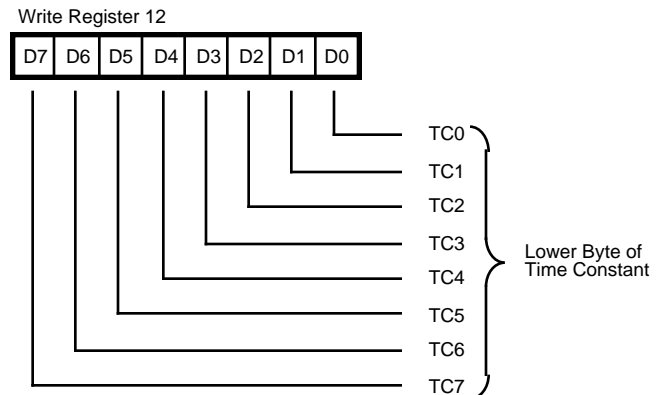 Write Register 12
D7 D6 D5 D4 D3 D2 D1 D0
TC0
TC1
TC2
TC3
TC4
TC5
TC6
TC7
Lower Byte of
Time Constant